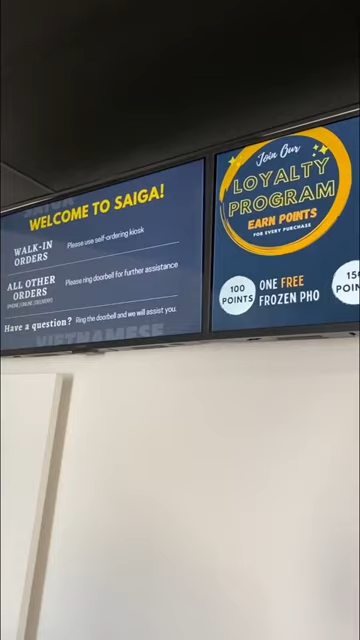 SAIGA
WELCOME TO SAIGA!
WALK-IN
ORDERS
Please use self-ordering kiosk
ALL OTHER
ORDERS
Please ring doorbell for further assistance
Have a question? Ring the doorbell and we will assist you.
VIETNAMESE
Join Our
LOYALTY
PROGRAM
EARN POINTS
FOR EVERY PURCHASE
100
POINTS
ONE FREE
FROZEN PHO